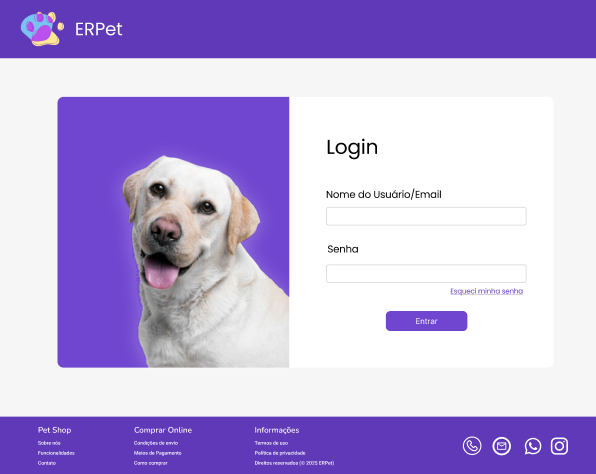 ERPet
Login
Nome do Usuário/Email
Senha
Esqueci minha senha
Entrar
Pet Shop
Sobre nós
Funcionalidades
Contato
Comprar Online
Condições de envio
Meios de Pagamento
Como comprar
Informações
Termos de uso
Política de privacidade
Direitos reservados (© 2025 ERPet)